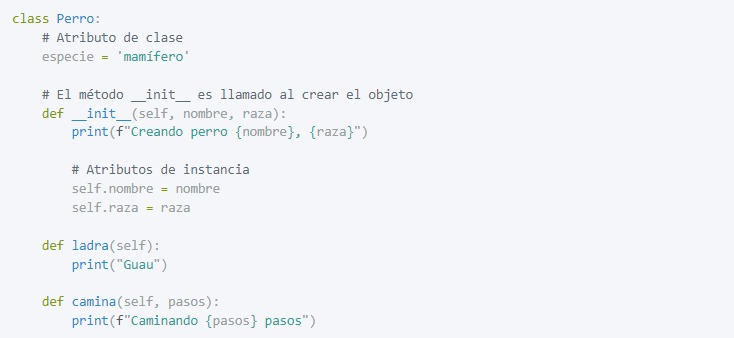 class Perro:
    # Atributo de clase
    especie = 'mamífero'

    # El método __init__ es llamado al crear el objeto
    def __init__(self, nombre, raza):
        print(f"Creando perro {nombre}, {raza}")

        # Atributos de instancia
        self.nombre = nombre
        self.raza = raza

    def ladra(self):
        print("Guau")

    def camina(self, pasos):
        print(f"Caminando {pasos} pasos")